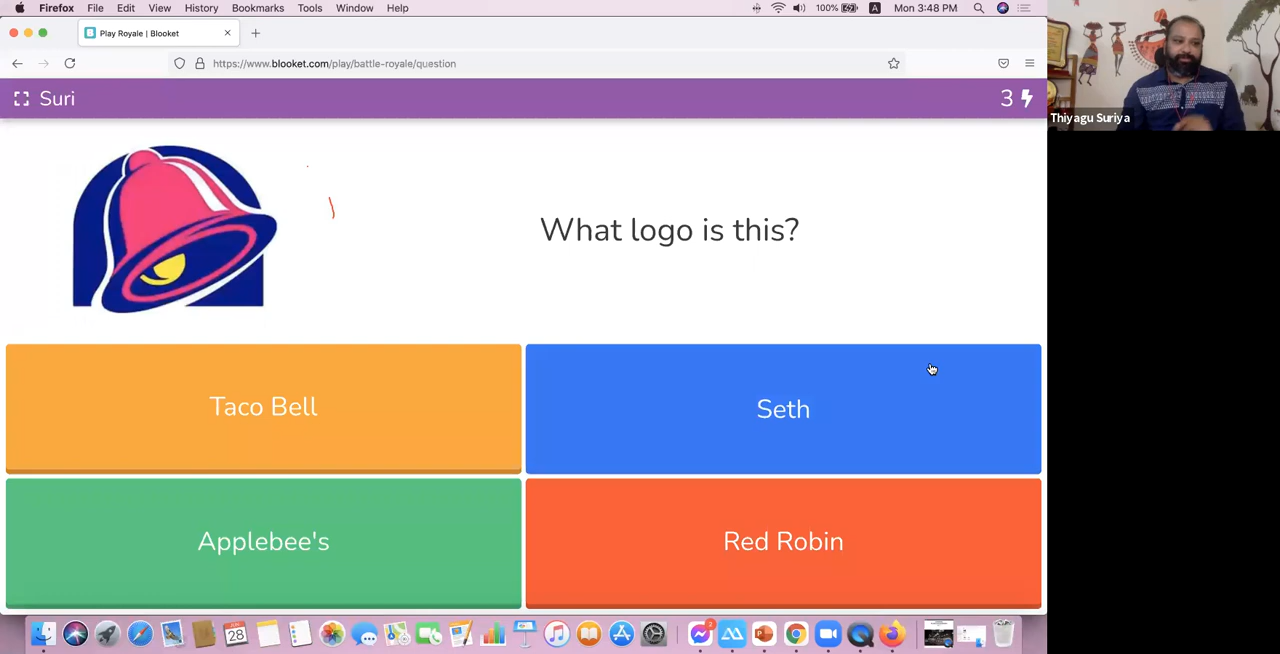 Firefox File Edit View History Bookmarks Tools Window Help 100% A Mon 3:48 PM
Play Royale | Blooket
https://www.blooket.com/play/battle-royale/question
Suri 3
Thiyagu Suriya
What logo is this?
Taco Bell Seth
Applebee's Red Robin
JUN
28
2